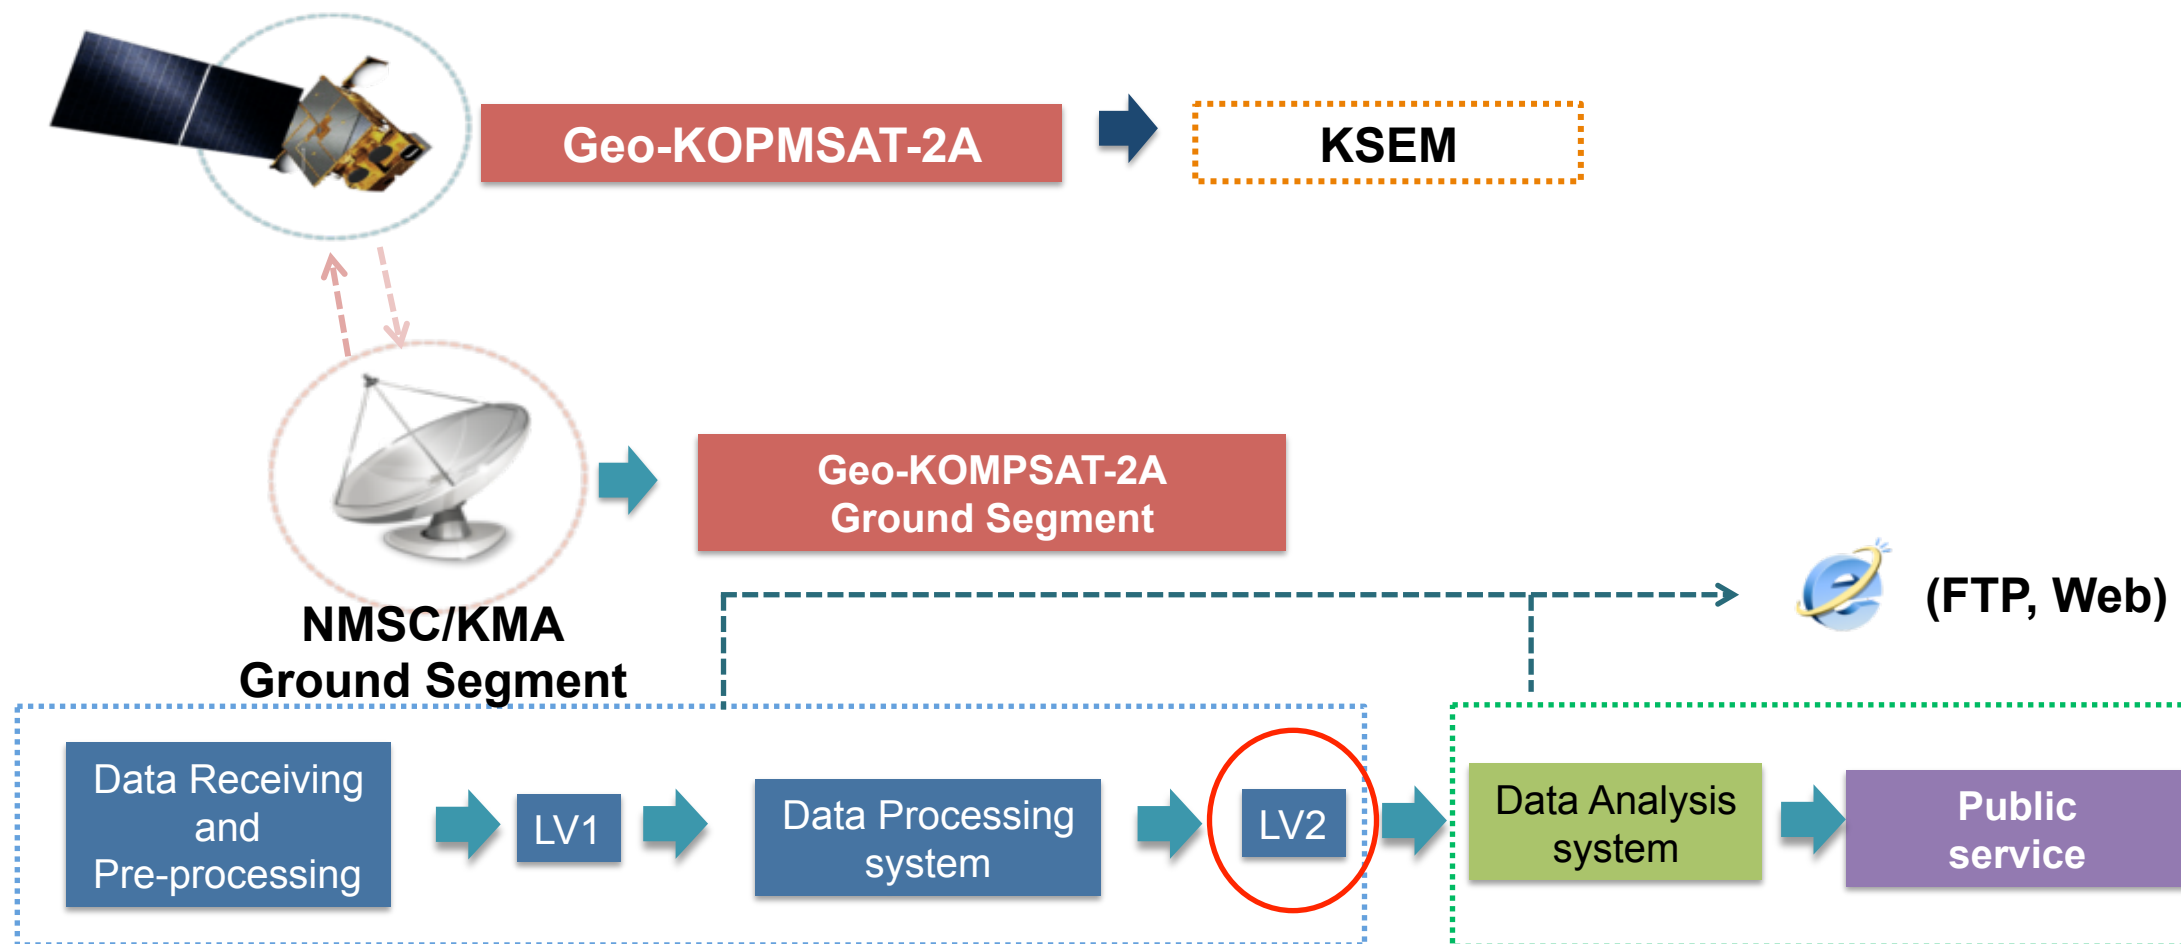 Geo-KOPMSAT-2A
KSEM
Geo-KOMPSAT-2A
Ground Segment
(FTP, Web)
NMSC/KMA
Ground Segment
Data Receiving
and
Pre-processing
LV1
Data Processing
system
LV2
Data Analysis
system
Public
service